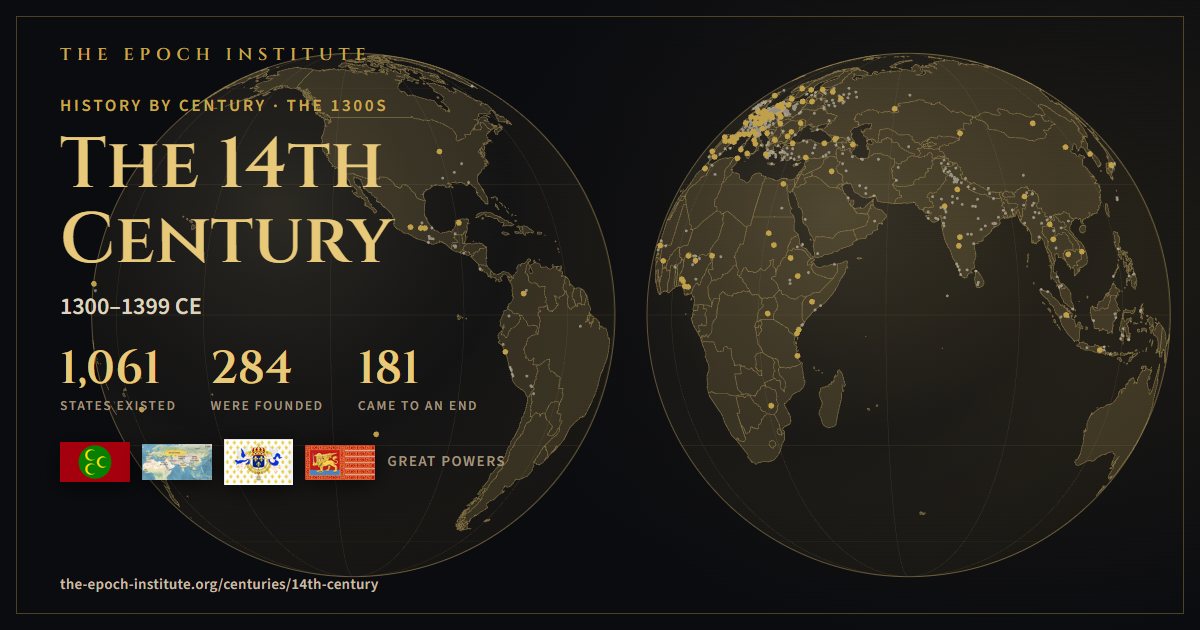 THE EPOCH INSTITUTE
HISTORY BY CENTURY · THE 1300S
THE 14TH
CENTURY
1300–1399 CE
1,061 284 181
STATES EXISTED WERE FOUNDED CAME TO AN END
GREAT POWERS
the-epoch-institute.org/centuries/14th-century